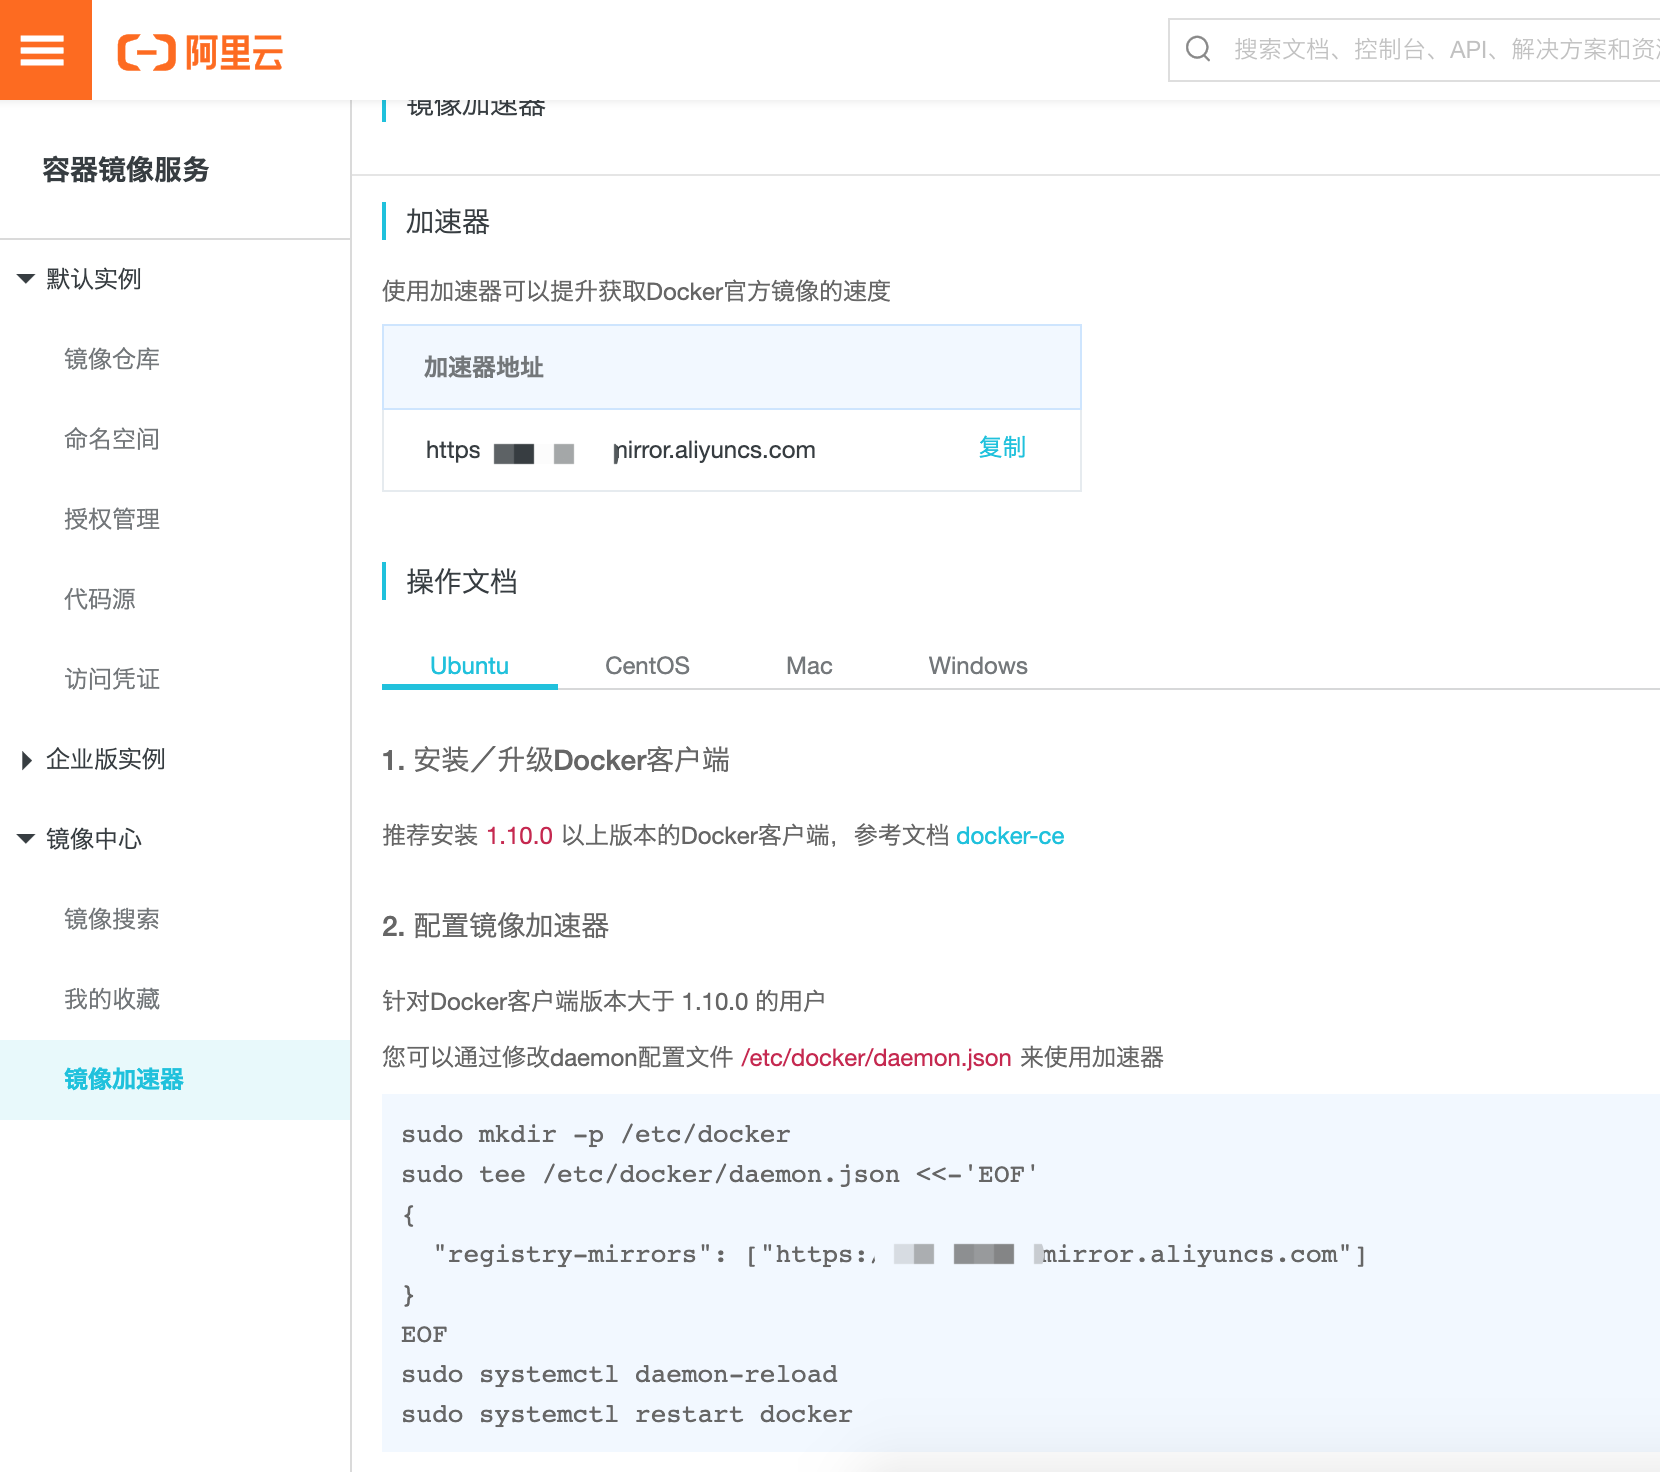 阿里云
搜索文档、控制台、API、解决方案和资
镜像加速器
容器镜像服务
加速器
默认实例
使用加速器可以提升获取Docker官方镜像的速度
镜像仓库
加速器地址
命名空间
https mirror.aliyuncs.com 复制
授权管理
操作文档
代码源
Ubuntu CentOS Mac Windows
访问凭证
企业版实例
1. 安装／升级Docker客户端
镜像中心
推荐安装 1.10.0 以上版本的Docker客户端，参考文档 docker-ce
镜像搜索
2. 配置镜像加速器
我的收藏
针对Docker客户端版本大于 1.10.0 的用户
镜像加速器
您可以通过修改daemon配置文件 /etc/docker/daemon.json 来使用加速器
sudo mkdir -p /etc/docker
sudo tee /etc/docker/daemon.json <<-'EOF'
{
"registry-mirrors": ["https:/ mirror.aliyuncs.com"]
}
EOF
sudo systemctl daemon-reload
sudo systemctl restart docker